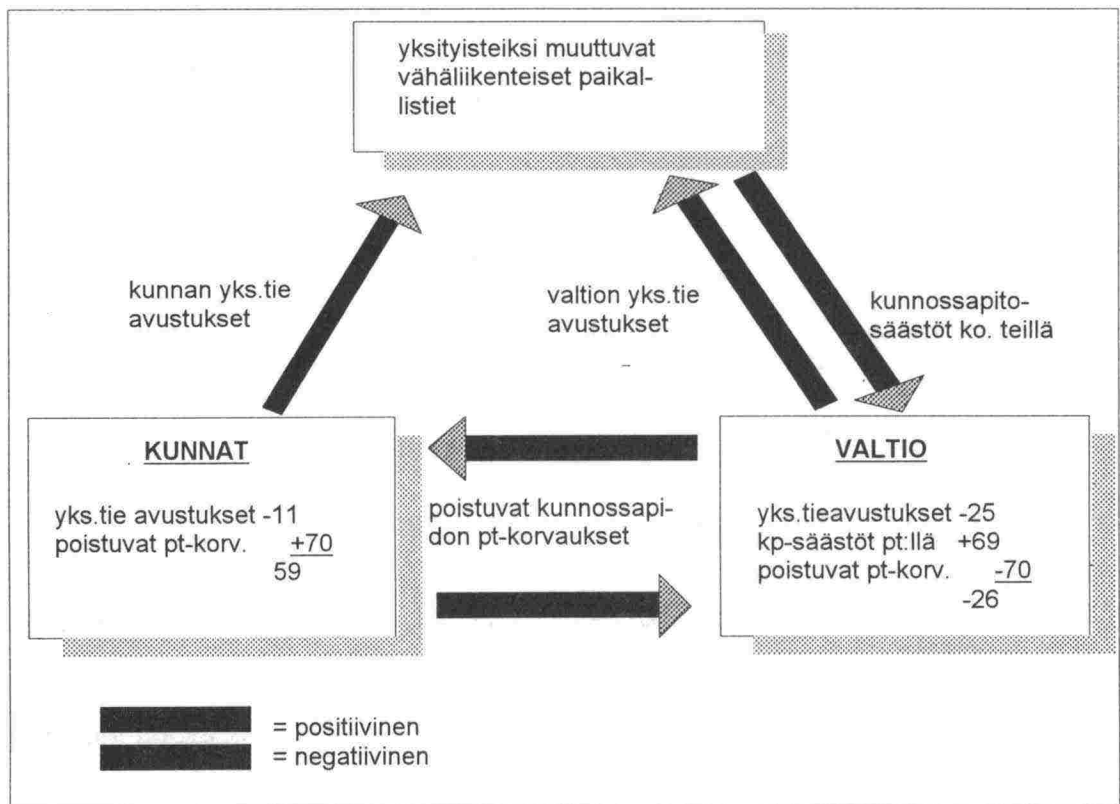 yksityisteiksi muuttuvat
vähäliikenteiset paikal-
listiet
kunnan yks.tie
avustukset
valtion yks.tie
avustukset
kunnossapito-
säästöt ko. teillä
KUNNAT
yks.tie avustukset -11
poistuvat pt-korv. +70
59
poistuvat kunnossapi-
don pt-korvaukset
VALTIO
yks.tieavustukset -25
kp-säästöt pt:llä +69
poistuvat pt-korv. -70
-26
= positiivinen
= negatiivinen